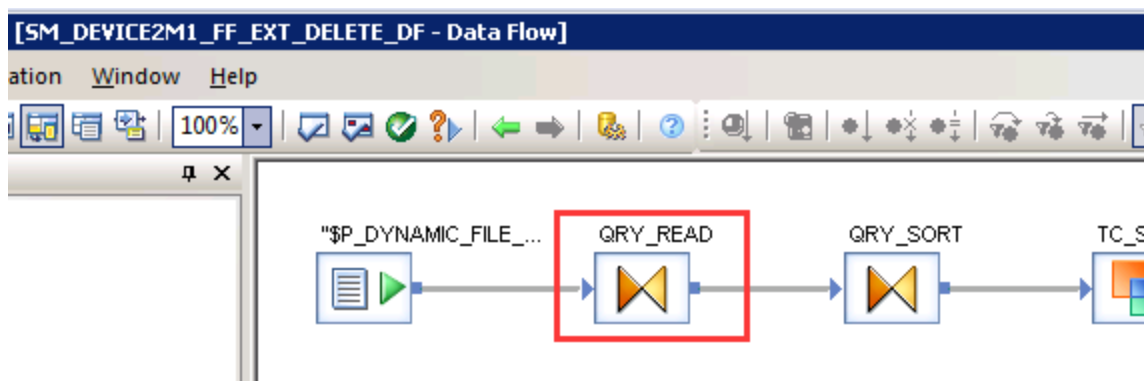 [SM_DEVICE2M1_FF_EXT_DELETE_DF - Data Flow]
ation Window Help
100%
"$P_DYNAMIC_FILE_... QRY_READ QRY_SORT TC_S